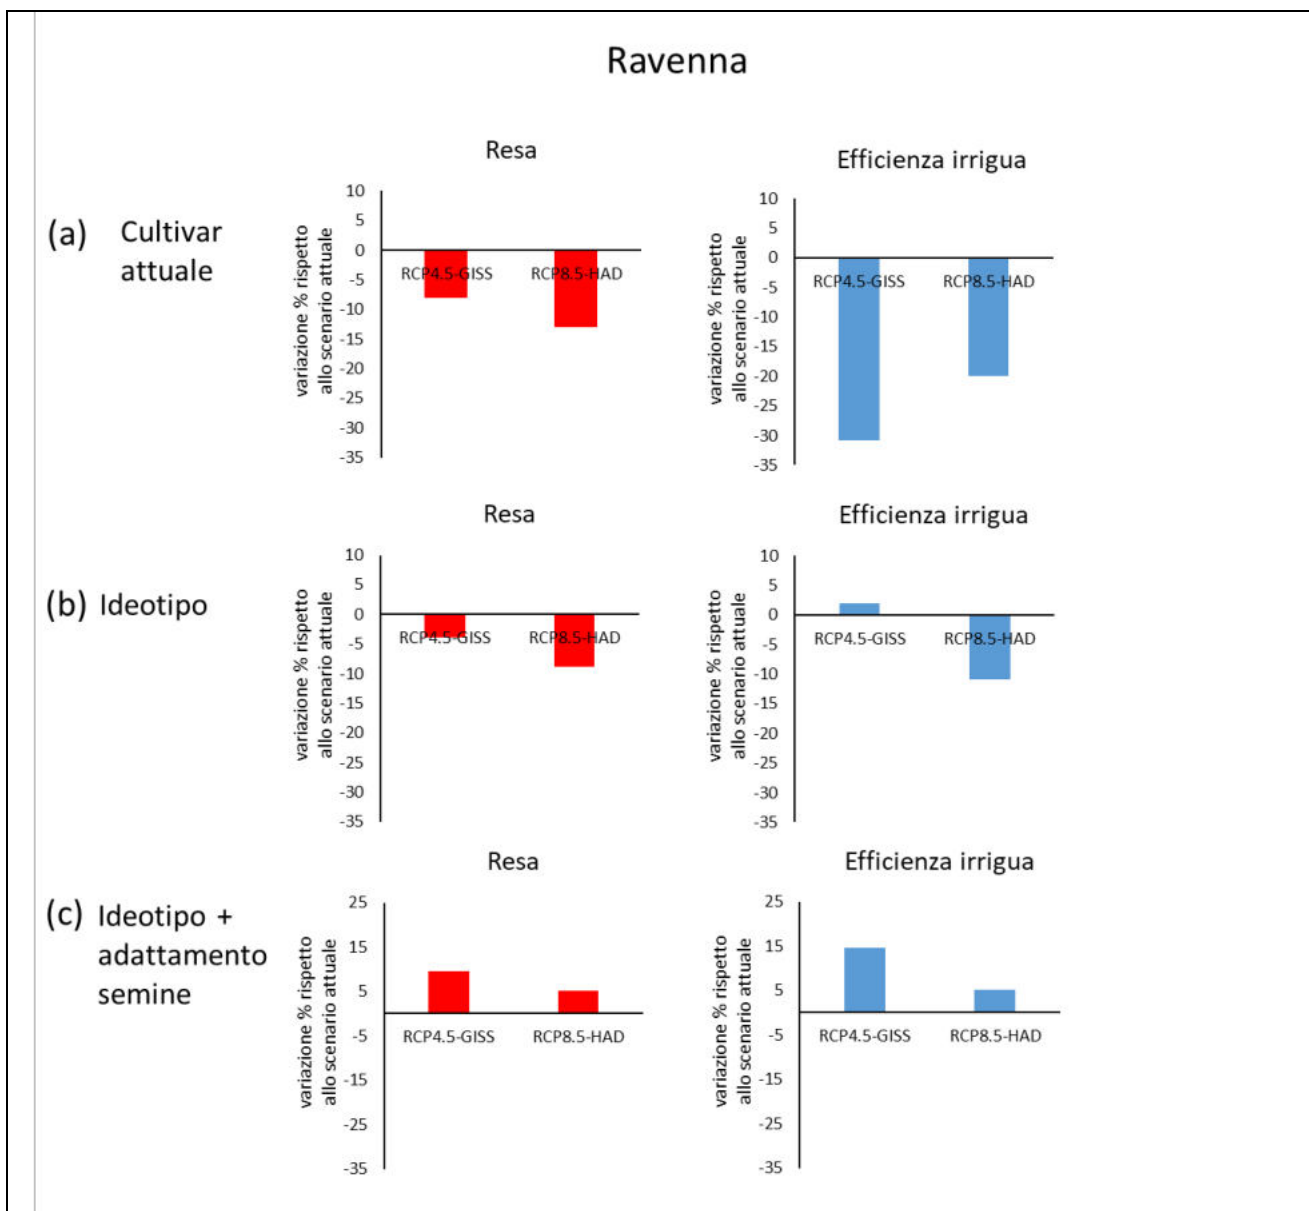 Ravenna
(a) Cultivar
attuale
Resa
variazione % rispetto
allo scenario attuale
10
5
0
-5
-10
-15
-20
-25
-30
-35
RCP4.5-GISS
RCP8.5-HAD
Efficienza irrigua
variazione % rispetto
allo scenario attuale
10
5
0
-5
-10
-15
-20
-25
-30
-35
RCP4.5-GISS
RCP8.5-HAD
(b) Ideotipo
Resa
variazione % rispetto
allo scenario attuale
10
5
0
-5
-10
-15
-20
-25
-30
-35
RCP4.5-GISS
RCP8.5-HAD
Efficienza irrigua
variazione % rispetto
allo scenario attuale
10
5
0
-5
-10
-15
-20
-25
-30
-35
RCP4.5-GISS
RCP8.5-HAD
(c) Ideotipo +
adattamento
semine
Resa
variazione % rispetto
allo scenario attuale
25
15
5
-5
-15
-25
-35
RCP4.5-GISS
RCP8.5-HAD
Efficienza irrigua
variazione % rispetto
allo scenario attuale
25
15
5
-5
-15
-25
-35
RCP4.5-GISS
RCP8.5-HAD